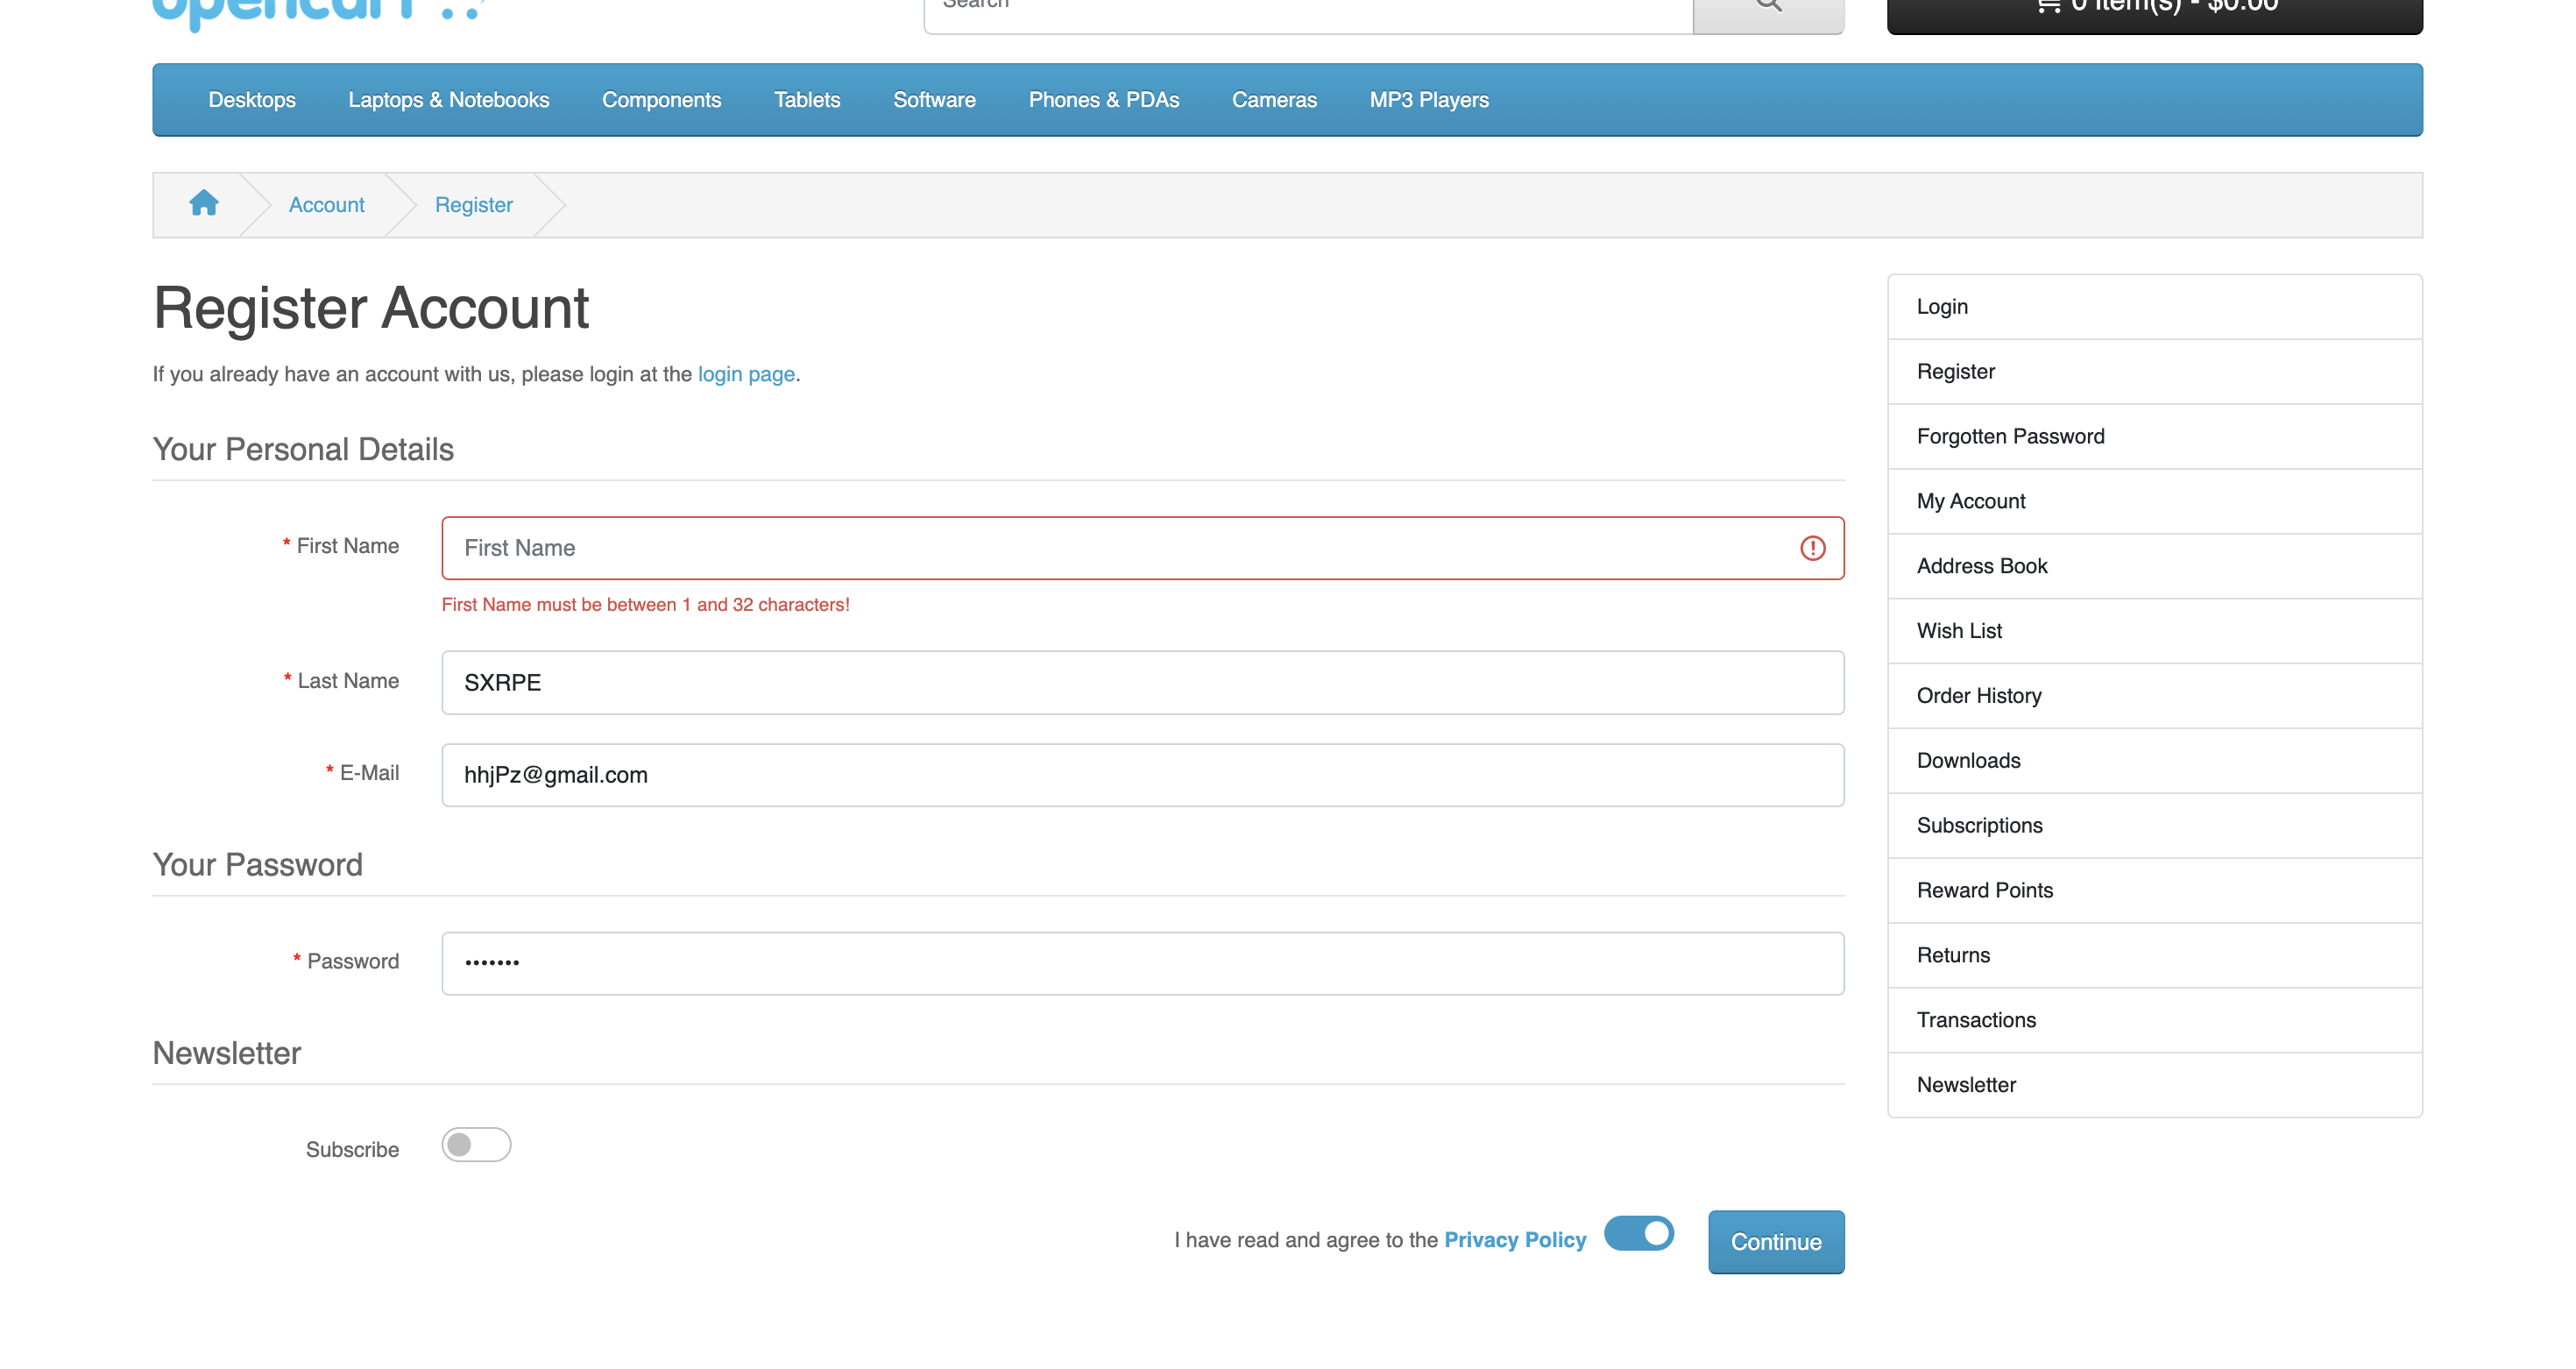 opencart
Search
0 item(s) - $0.00
Desktops Laptops & Notebooks Components Tablets Software Phones & PDAs Cameras MP3 Players
Account Register
Register Account
If you already have an account with us, please login at the login page.
Your Personal Details
* First Name First Name
First Name must be between 1 and 32 characters!
* Last Name SXRPE
* E-Mail hhjPz@gmail.com
Your Password
* Password •••••••
Newsletter
Subscribe
I have read and agree to the Privacy Policy Continue
Login
Register
Forgotten Password
My Account
Address Book
Wish List
Order History
Downloads
Subscriptions
Reward Points
Returns
Transactions
Newsletter